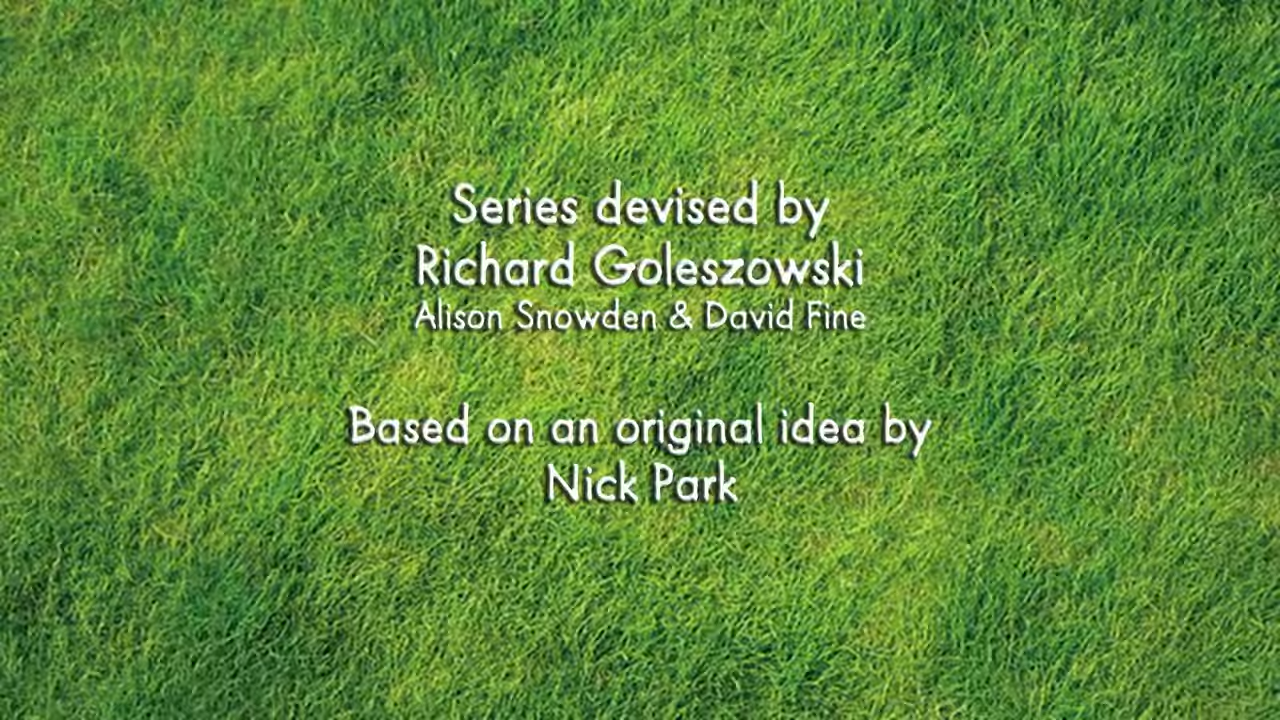 Series devised by
Richard Goleszowski
Alison Snowden & David Fine
Based on an original idea by
Nick Park